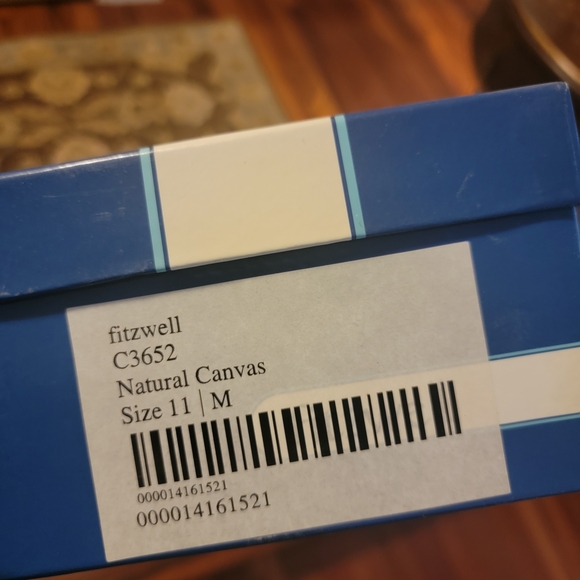 fitzwell
C3652
Natural Canvas
Size 11 | M
000014161521
000014161521